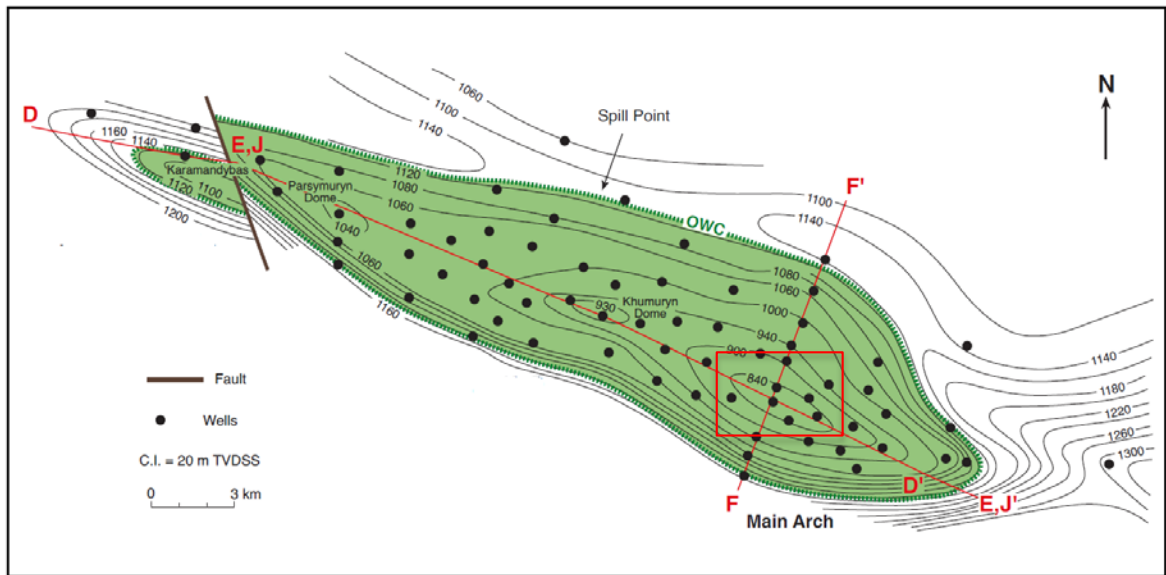 1060
1100
1140
N
Spill Point
D
1160
1140
E,J
Karamandybas
1120
1100
1200
1120
1080
1060
Parsymuryn
Dome
1040
1060
1160
F'
1100
1140
OWC
1080
1060
1000
Khumuryn
Dome
930
940
900
840
1140
1180
1220
1260
1300
Fault
Wells
C.I. = 20 m TVDSS
0 3 km
F
D'
E,J'
Main Arch